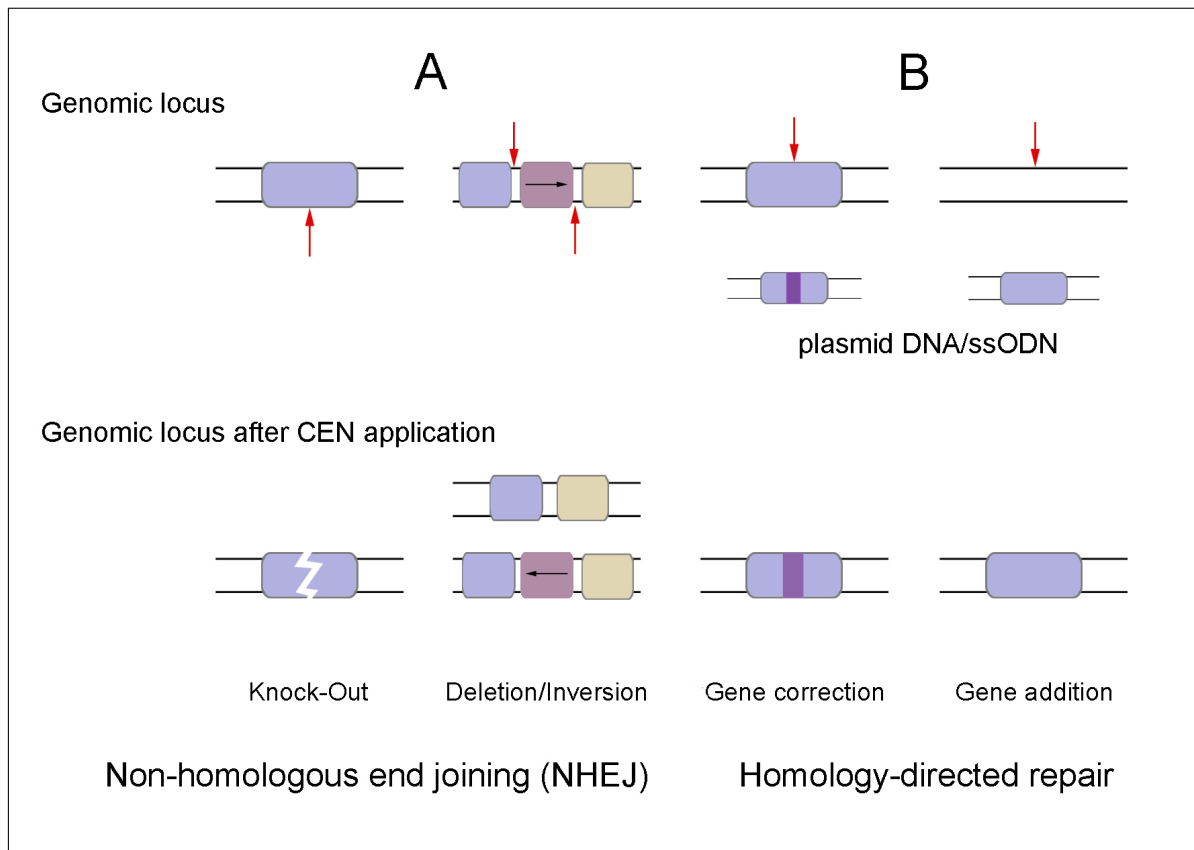 A
B
Genomic locus
plasmid DNA/ssODN
Genomic locus after CEN application
Knock-Out
Deletion/Inversion
Gene correction
Gene addition
Non-homologous end joining (NHEJ)
Homology-directed repair